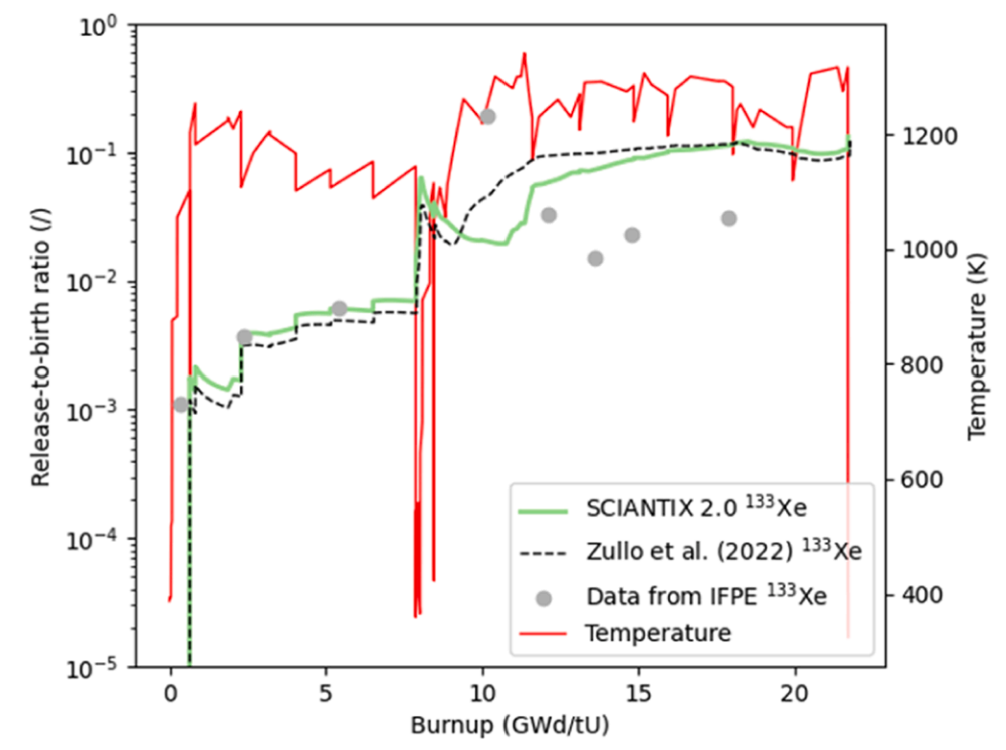 10⁰
10⁻¹
10⁻²
10⁻³
10⁻⁴
10⁻⁵
Release-to-birth ratio (/)
0
5
10
15
20
Burnup (GWd/tU)
1200
1000
800
600
400
Temperature (K)
SCIANTIX 2.0 ¹³³Xe
Zullo et al. (2022) ¹³³Xe
Data from IFPE ¹³³Xe
Temperature